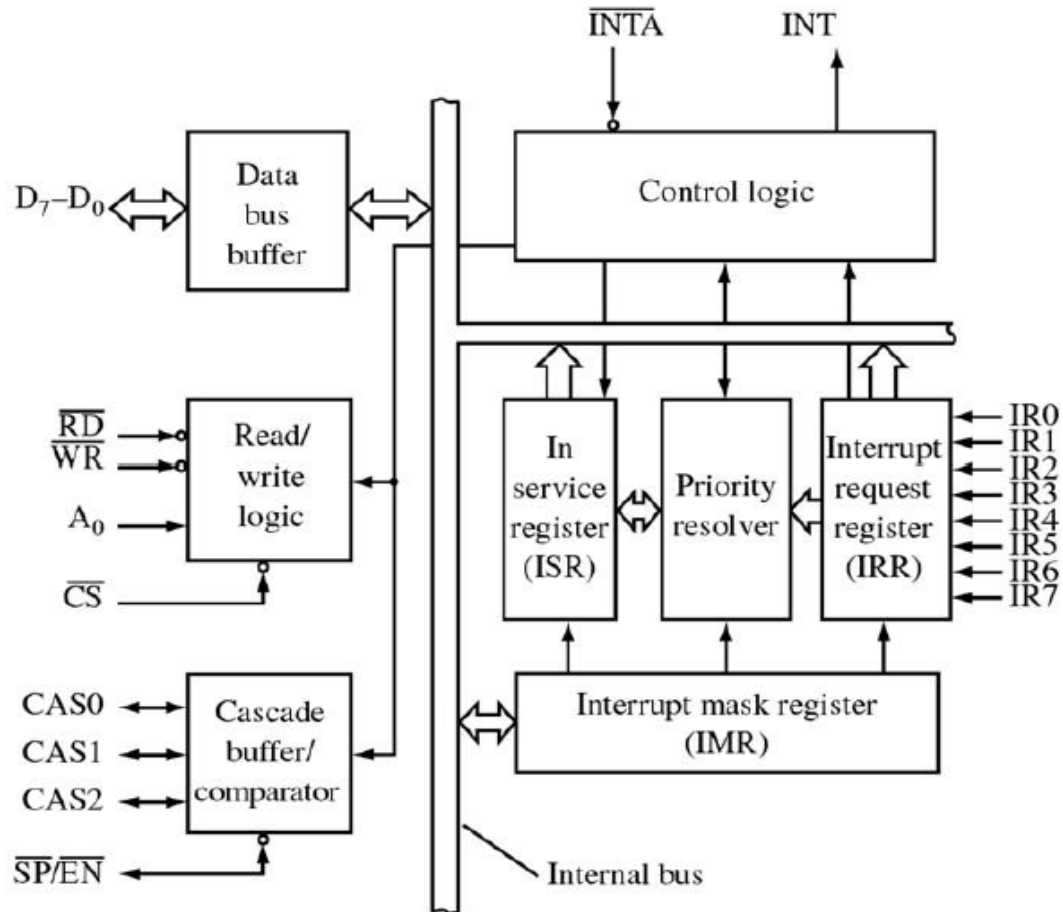 INTA
INT
D7–D0
Data
bus
buffer
Control logic
RD
WR
A0
CS
Read/
write
logic
In
service
register
(ISR)
Priority
resolver
Interrupt
request
register
(IRR)
IR0
IR1
IR2
IR3
IR4
IR5
IR6
IR7
CAS0
CAS1
CAS2
SP/EN
Cascade
buffer/
comparator
Interrupt mask register
(IMR)
Internal bus